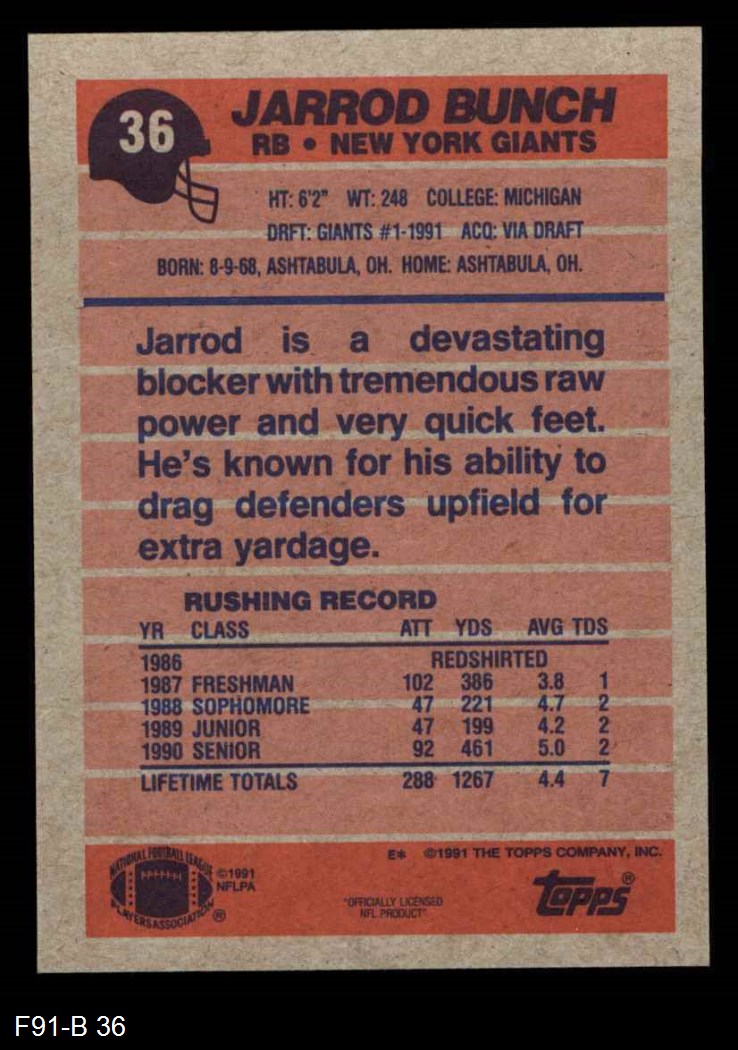 36
JARROD BUNCH
RB • NEW YORK GIANTS
HT: 6'2" WT: 248 COLLEGE: MICHIGAN
DRFT: GIANTS #1-1991 ACQ: VIA DRAFT
BORN: 8-9-68, ASHTABULA, OH. HOME: ASHTABULA, OH.
Jarrod is a devastating
blocker with tremendous raw
power and very quick feet.
He's known for his ability to
drag defenders upfield for
extra yardage.
RUSHING RECORD
YR CLASS ATT YDS AVG TDS
1986 REDSHIRTED
1987 FRESHMAN 102 386 3.8 1
1988 SOPHOMORE 47 221 4.7 2
1989 JUNIOR 47 199 4.2 2
1990 SENIOR 92 461 5.0 2
LIFETIME TOTALS 288 1267 4.4 7
E* ©1991 THE TOPPS COMPANY, INC.
NATIONAL FOOTBALL LEAGUE
PLAYERS ASSOCIATION ®
©1991
NFLPA
"OFFICIALLY LICENSED
NFL PRODUCT"
Topps®
F91-B 36